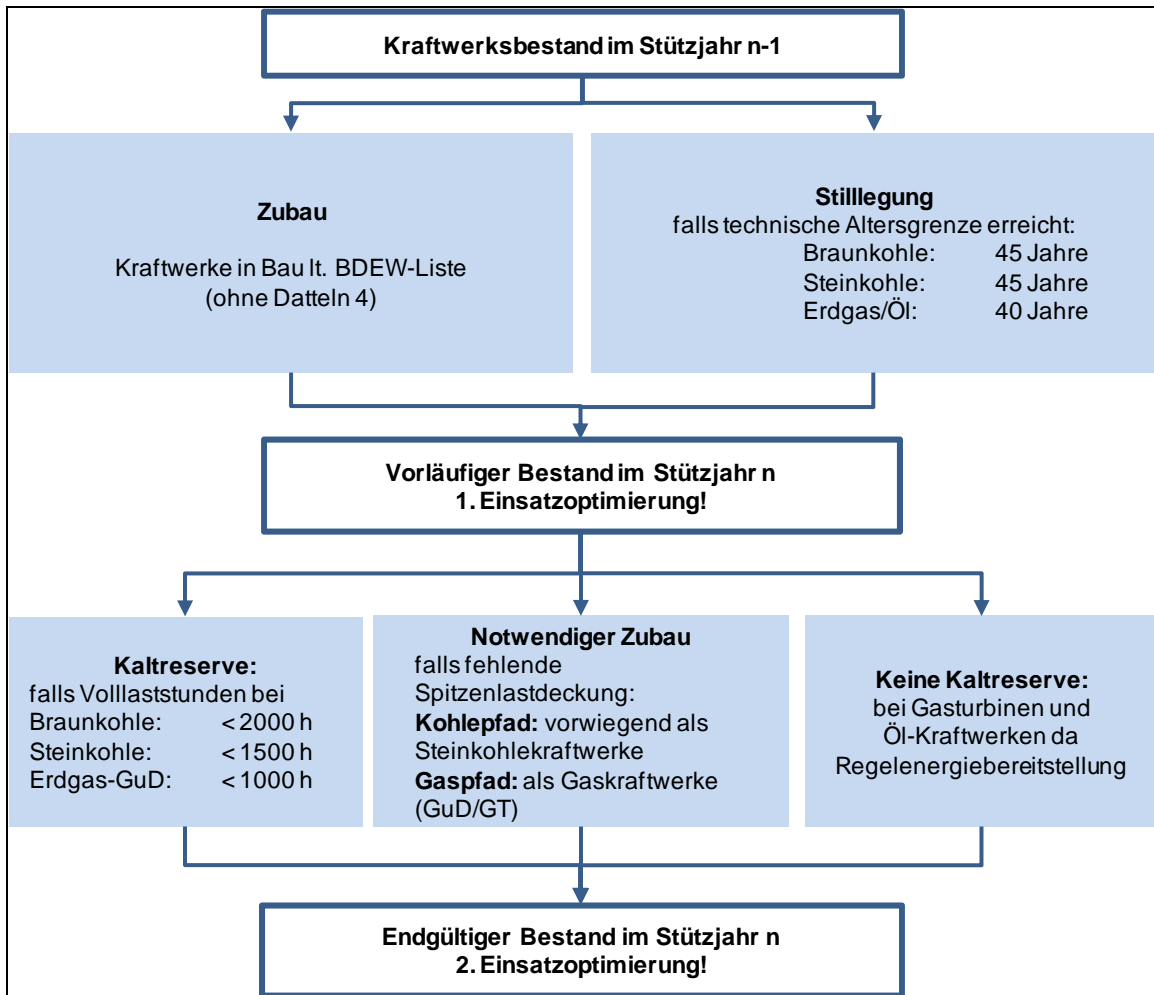 Kraftwerksbestand im Stützjahr n-1
Zubau
Kraftwerke in Bau lt. BDEW-Liste
(ohne Datteln 4)
Stilllegung
falls technische Altersgrenze erreicht:
Braunkohle: 45 Jahre
Steinkohle: 45 Jahre
Erdgas/Öl: 40 Jahre
Vorläufiger Bestand im Stützjahr n
1. Einsatzoptimierung!
Kaltreserve:
falls Volllaststunden bei
Braunkohle: < 2000 h
Steinkohle: < 1500 h
Erdgas-GuD: < 1000 h
Notwendiger Zubau
falls fehlende
Spitzenlastdeckung:
Kohlepfad: vorwiegend als
Steinkohlekraftwerke
Gaspfad: als Gaskraftwerke
(GuD/GT)
Keine Kaltreserve:
bei Gasturbinen und
Öl-Kraftwerken da
Regelenergiebereitstellung
Endgültiger Bestand im Stützjahr n
2. Einsatzoptimierung!